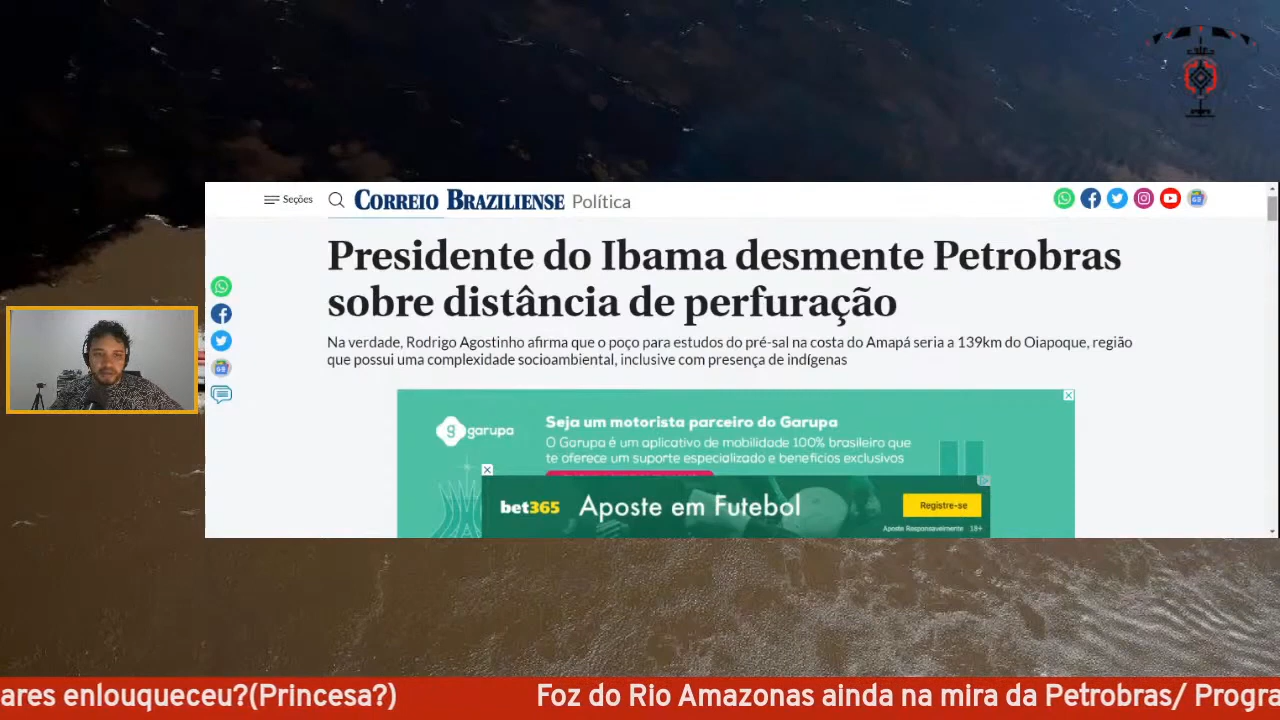 Seções
CORREIO BRAZILIENSE Política
Presidente do Ibama desmente Petrobras
sobre distância de perfuração
Na verdade, Rodrigo Agostinho afirma que o poço para estudos do pré-sal na costa do Amapá seria a 139km do Oiapoque, região
que possui uma complexidade socioambiental, inclusive com presença de indígenas
garupa
Seja um motorista parceiro do Garupa
O Garupa é um aplicativo de mobilidade 100% brasileiro que
te oferece um suporte especializado e benefícios exclusivos
bet365 Aposte em Futebol
Registre-se
Aposte Responsavelmente 18+
ares enlouqueceu?(Princesa?) Foz do Rio Amazonas ainda na mira da Petrobras/ Progra